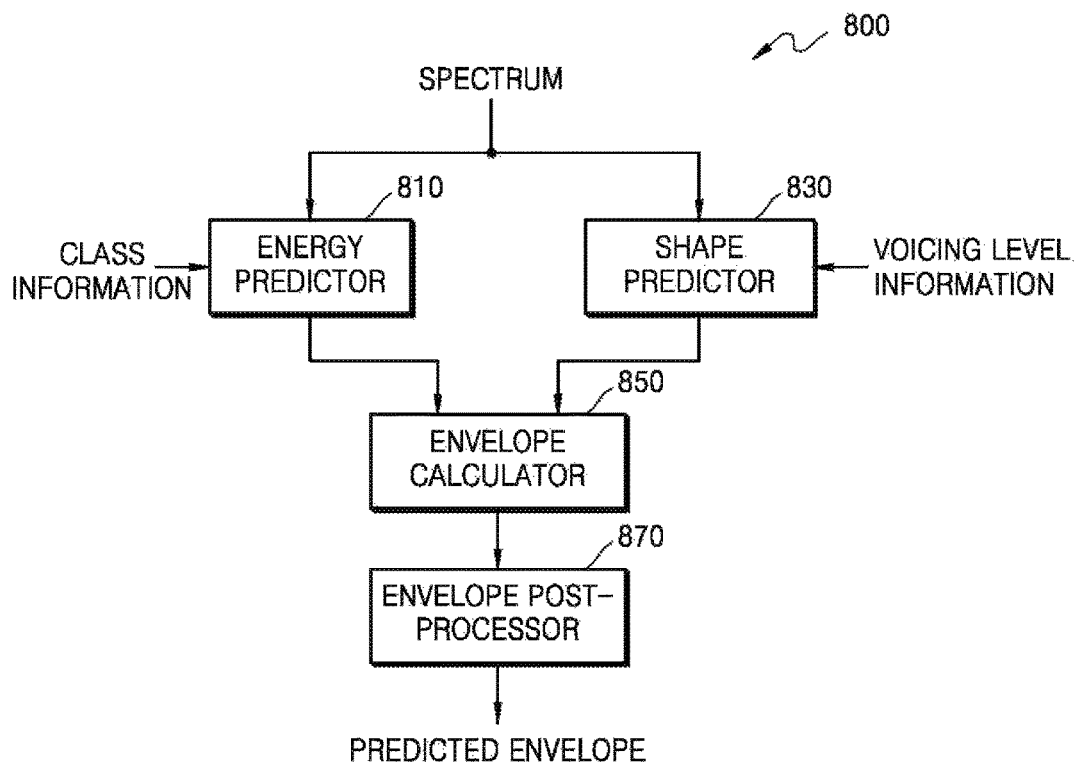 800
SPECTRUM
810
830
CLASS
INFORMATION
ENERGY
PREDICTOR
SHAPE
PREDICTOR
VOICING LEVEL
INFORMATION
850
ENVELOPE
CALCULATOR
870
ENVELOPE POST-
PROCESSOR
PREDICTED ENVELOPE